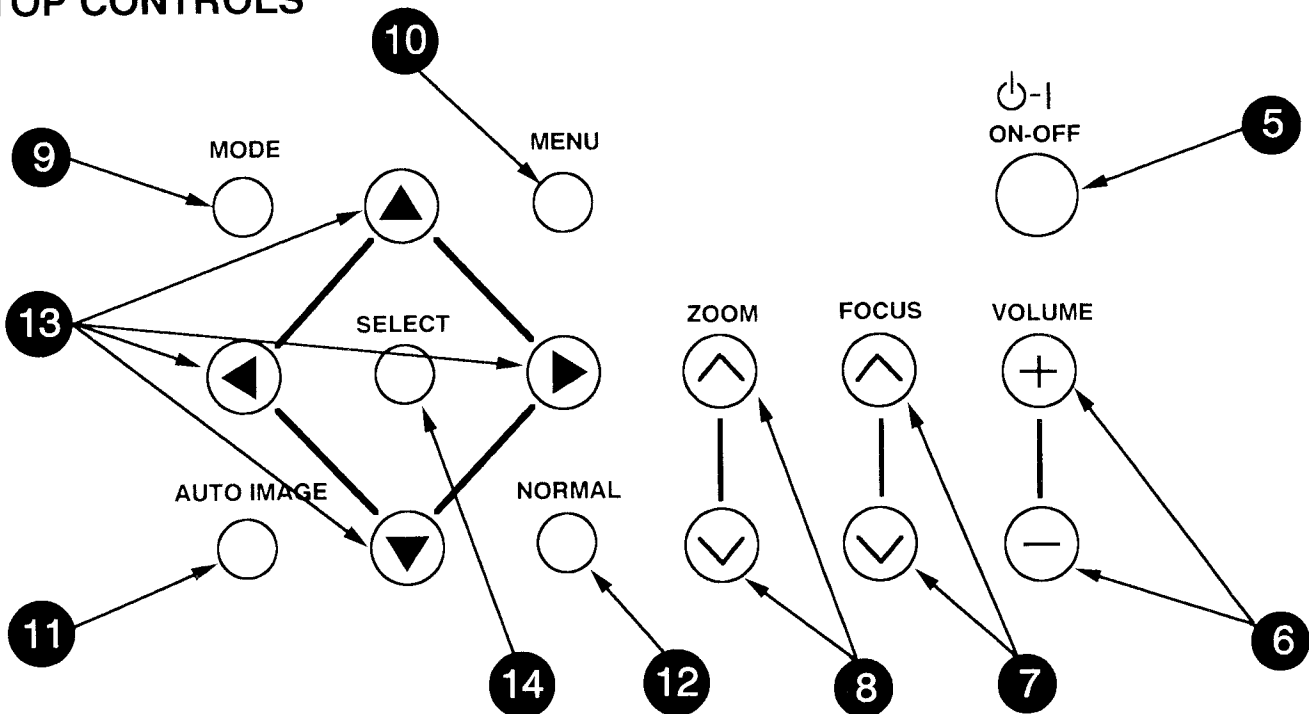 TOP CONTROLS
10
5
ON-OFF
9
MODE
MENU
13
SELECT
ZOOM
FOCUS
VOLUME
AUTO IMAGE
NORMAL
11
14
12
8
7
6